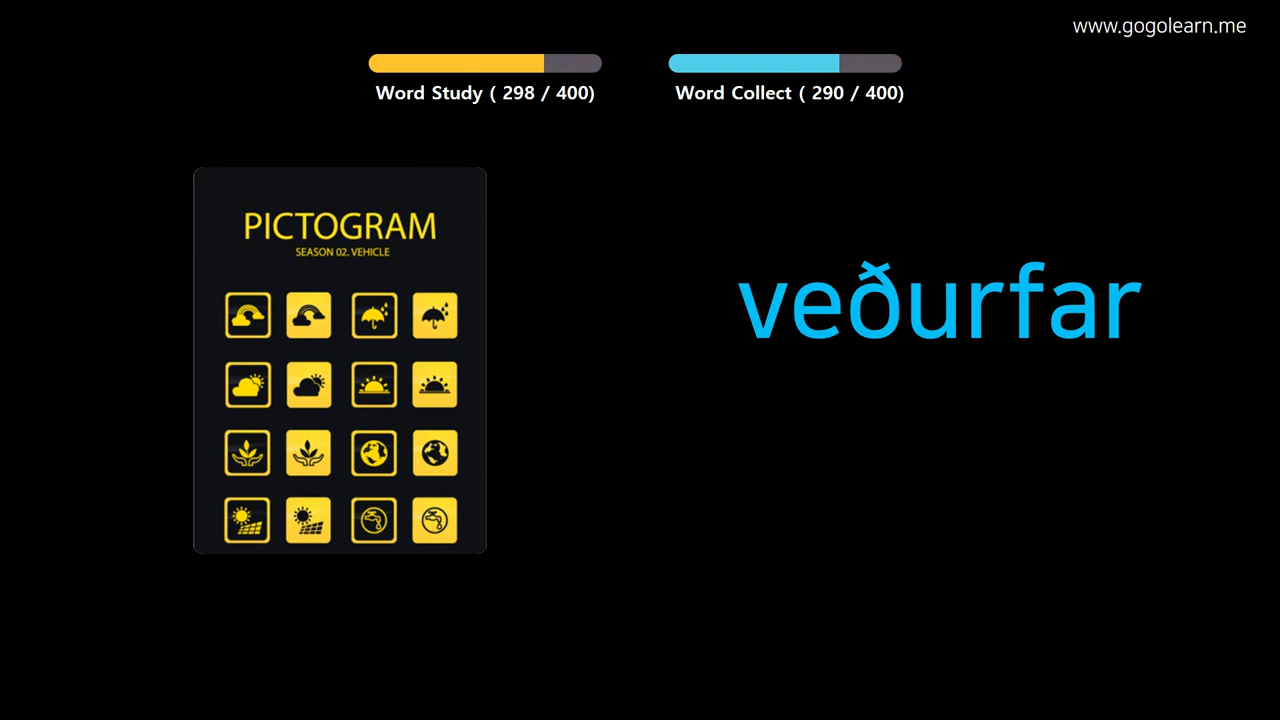 www.gogolearn.me
Word Study ( 298 / 400)
Word Collect ( 290 / 400)
PICTOGRAM
SEASON 02. VEHICLE
veðurfar